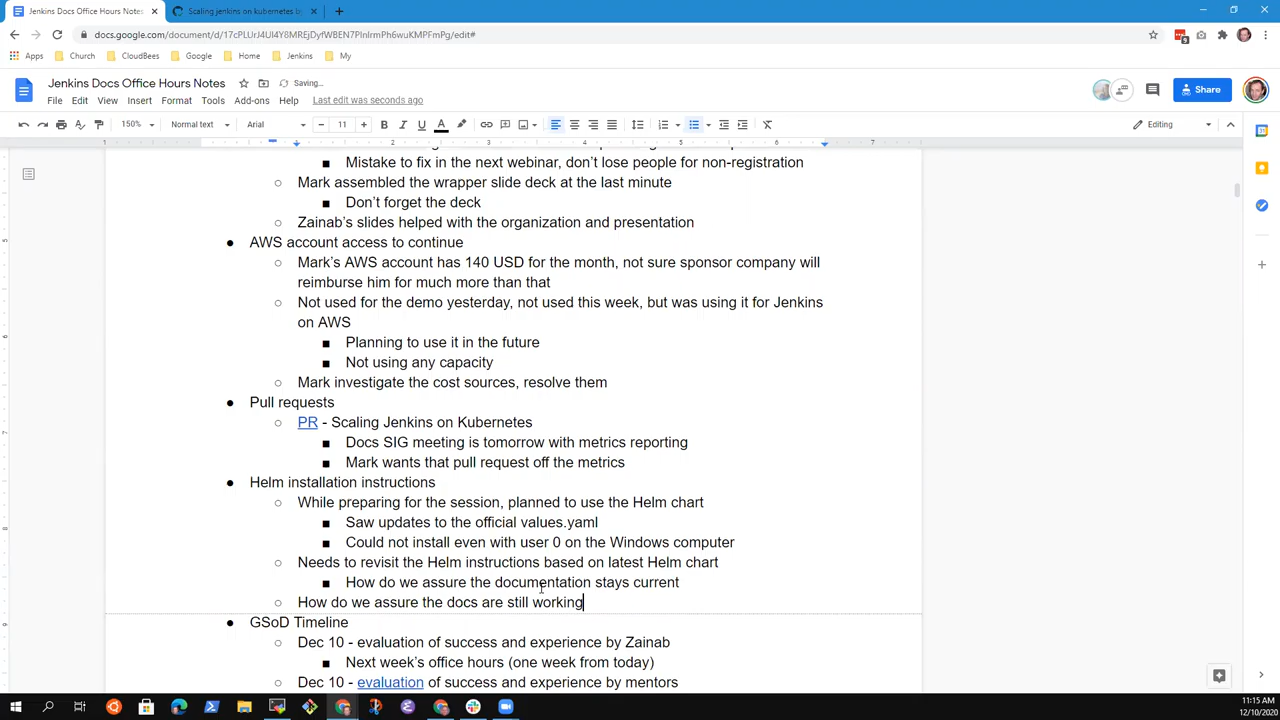 Jenkins Docs Office Hours Notes
Scaling jenkins on kubernetes b
docs.google.com/document/d/17cPLUrJ4UI4Y8MREjDyfWBEN7PInIrmPh6wuKMPFmPg/edit#
Apps Church CloudBees Google Home Jenkins My
Jenkins Docs Office Hours Notes Saving...
File Edit View Insert Format Tools Add-ons Help Last edit was seconds ago
Share
150% Normal text Arial 11 Editing
1 2 3 4 5 6 7
Mistake to fix in the next webinar, don't lose people for non-registration
Mark assembled the wrapper slide deck at the last minute
Don't forget the deck
Zainab's slides helped with the organization and presentation
AWS account access to continue
Mark's AWS account has 140 USD for the month, not sure sponsor company will
reimburse him for much more than that
Not used for the demo yesterday, not used this week, but was using it for Jenkins
on AWS
Planning to use it in the future
Not using any capacity
Mark investigate the cost sources, resolve them
Pull requests
PR - Scaling Jenkins on Kubernetes
Docs SIG meeting is tomorrow with metrics reporting
Mark wants that pull request off the metrics
Helm installation instructions
While preparing for the session, planned to use the Helm chart
Saw updates to the official values.yaml
Could not install even with user 0 on the Windows computer
Needs to revisit the Helm instructions based on latest Helm chart
How do we assure the documentation stays current
How do we assure the docs are still working
GSoD Timeline
Dec 10 - evaluation of success and experience by Zainab
Next week's office hours (one week from today)
Dec 10 - evaluation of success and experience by mentors
11:15 AM
12/10/2020